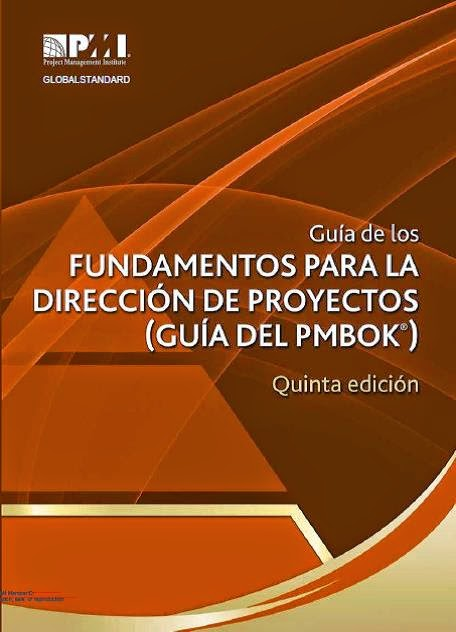 PMI
Project Management Institute
GLOBALSTANDARD
Guía de los
FUNDAMENTOS PARA LA
DIRECCIÓN DE PROYECTOS
(GUÍA DEL PMBOK®)
Quinta edición